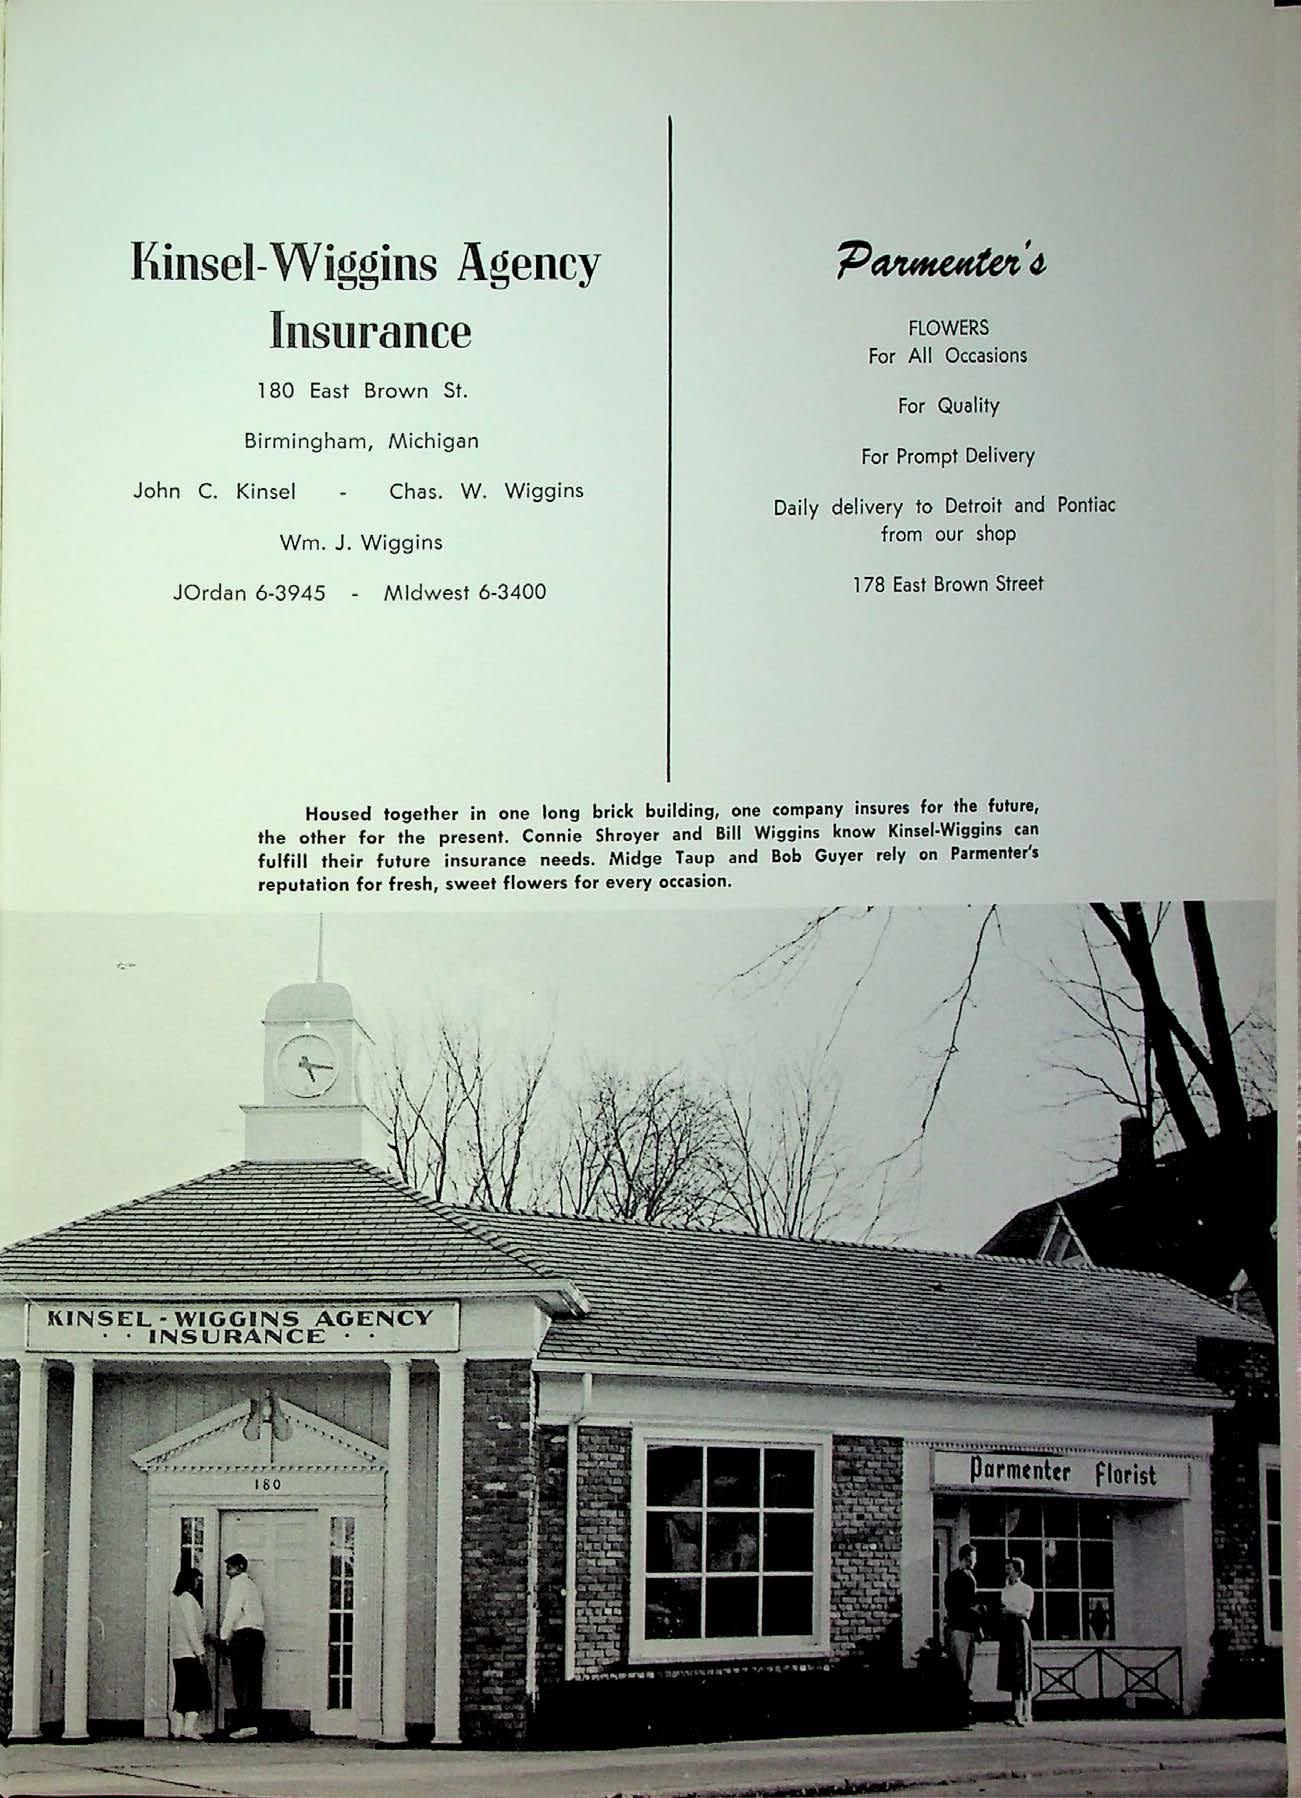 Kinsel-Wiggins Agency
Insurance
180 East Brown St.
Birmingham, Michigan
John C. Kinsel - Chas. W. Wiggins
Wm. J. Wiggins
JOrdan 6-3945 - MIdwest 6-3400
Parmenter's
FLOWERS
For All Occasions
For Quality
For Prompt Delivery
Daily delivery to Detroit and Pontiac
from our shop
178 East Brown Street
Housed together in one long brick building, one company insures for the future,
the other for the present. Connie Shroyer and Bill Wiggins know Kinsel-Wiggins can
fulfill their future insurance needs. Midge Taup and Bob Guyer rely on Parmenter's
reputation for fresh, sweet flowers for every occasion.
KINSEL - WIGGINS AGENCY
· · INSURANCE · ·
180
Parmenter Florist